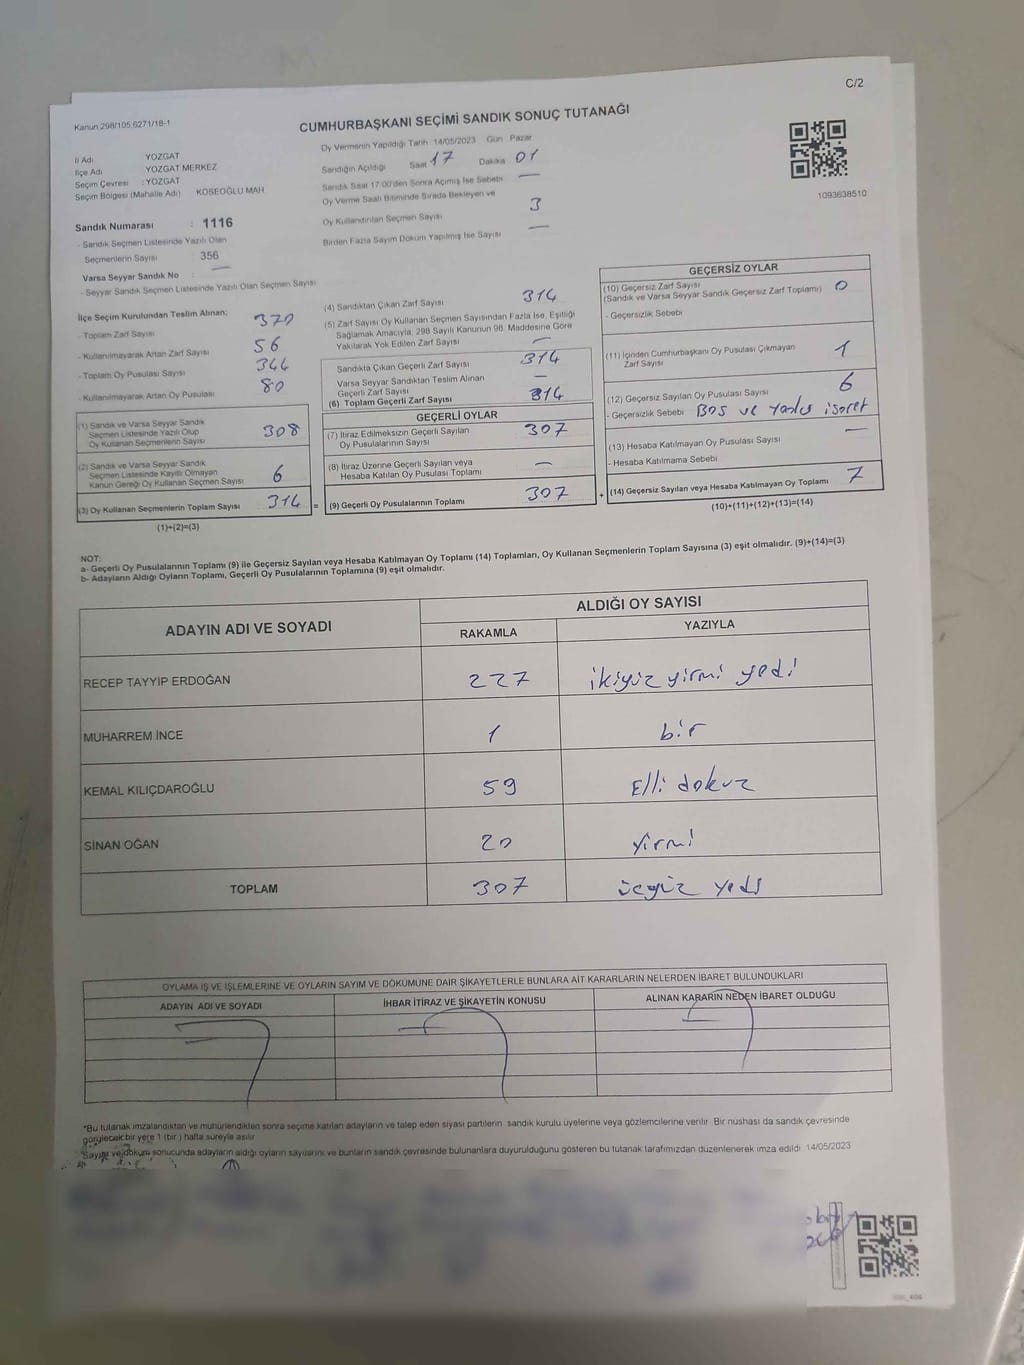 C/2
Kanun:298/105,6271/18-1
CUMHURBAŞKANI SEÇİMİ SANDIK SONUÇ TUTANAĞI
İl Adı YOZGAT
İlçe Adı YOZGAT MERKEZ
Seçim Çevresi : YOZGAT
Seçim Bölgesi (Mahalle Adı) KÖSEOĞLU MAH
Sandık Numarası : 1116
- Sandık Seçmen Listesinde Yazılı Olan
Seçmenlerin Sayısı 356
Varsa Seyyar Sandık No : —
- Seyyar Sandık Seçmen Listesinde Yazılı Olan Seçmen Sayısı
Oy Vermenin Yapıldığı Tarih :14/05/2023 Gün : Pazar
Sandığın Açıldığı Saat 17 Dakika 01
Sandık Saat 17:00'den Sonra Açımış İse Sebebi —
Oy Verme Saati Bitiminde Sırada Bekleyen ve
Oy Kullandırılan Seçmen Sayısı 3
Birden Fazla Sayım Döküm Yapılmış İse Sayısı —
1093638510
İlçe Seçim Kurulundan Teslim Alınan;
- Toplam Zarf Sayısı 370
- Kullanılmayarak Artan Zarf Sayısı 56
- Toplam Oy Pusulası Sayısı 344
- Kullanılmayarak Artan Oy Pusulası 80
(1) Sandık ve Varsa Seyyar Sandık
Seçmen Listesinde Yazılı Olup
Oy Kullanan Seçmenlerin Sayısı 308
(2) Sandık ve Varsa Seyyar Sandık
Seçmen Listesinde Kayıtlı Olmayan,
Kanun Gereği Oy Kullanan Seçmen Sayısı 6
(3) Oy Kullanan Seçmenlerin Toplam Sayısı 314 =
(1)+(2)=(3)
(4) Sandıktan Çıkan Zarf Sayısı 314
(5) Zarf Sayısı Oy Kullanan Seçmen Sayısından Fazla İse, Eşitliği
Sağlamak Amacıyla, 298 Sayılı Kanunun 98. Maddesine Göre
Yakılarak Yok Edilen Zarf Sayısı —
Sandıkta Çıkan Geçerli Zarf Sayısı 314
Varsa Seyyar Sandıktan Teslim Alınan
Geçerli Zarf Sayısı —
(6) Toplam Geçerli Zarf Sayısı 314
GEÇERLİ OYLAR
(7) İtiraz Edilmeksizin Geçerli Sayılan
Oy Pusulalarının Sayısı 307
(8) İtiraz Üzerine Geçerli Sayılan veya
Hesaba Katılan Oy Pusulası Toplamı —
(9) Geçerli Oy Pusulalarının Toplamı 307 +
GEÇERSİZ OYLAR
(10) Geçersiz Zarf Sayısı
(Sandık ve Varsa Seyyar Sandık Geçersiz Zarf Toplamı) 0
- Geçersizlik Sebebi
(11) İçinden Cumhurbaşkanı Oy Pusulası Çıkmayan
Zarf Sayısı 1
(12) Geçersiz Sayılan Oy Pusulası Sayısı 6
- Geçersizlik Sebebi Boş ve Yanlış işaret
(13) Hesaba Katılmayan Oy Pusulası Sayısı —
- Hesaba Katılmama Sebebi
(14) Geçersiz Sayılan veya Hesaba Katılmayan Oy Toplamı 7
(10)+(11)+(12)+(13)=(14)
NOT:
a- Geçerli Oy Pusulalarının Toplamı (9) ile Geçersiz Sayılan veya Hesaba Katılmayan Oy Toplamı (14) Toplamları, Oy Kullanan Seçmenlerin Toplam Sayısına (3) eşit olmalıdır. (9)+(14)=(3)
b- Adayların Aldığı Oyların Toplamı, Geçerli Oy Pusulalarının Toplamına (9) eşit olmalıdır.
ADAYIN ADI VE SOYADI ALDIĞI OY SAYISI
RAKAMLA YAZIYLA
RECEP TAYYİP ERDOĞAN 227 ikiyüz yirmi yedi
MUHARREM İNCE 1 bir
KEMAL KILIÇDAROĞLU 59 Elli dokuz
SİNAN OĞAN 20 yirmi
TOPLAM 307 üçyüz yedi
OYLAMA İŞ VE İŞLEMLERİNE VE OYLARIN SAYIM VE DÖKÜMÜNE DAİR ŞİKAYETLERLE BUNLARA AİT KARARLARIN NELERDEN İBARET BULUNDUKLARI
ADAYIN ADI VE SOYADI İHBAR İTİRAZ VE ŞİKAYETİN KONUSU ALINAN KARARIN NEDEN İBARET OLDUĞU
*Bu tutanak imzalandıktan ve mühürlendikten sonra seçime katılan adayların ve talep eden siyasi partilerin sandık kurulu üyelerine veya gözlemcilerine verilir. Bir nüshası da sandık çevresinde
görülecek bir yere 1 (bir ) hafta süreyle asılır
Sayım ve döküm sonucunda adayların aldığı oyların sayılarını ve bunların sandık çevresinde bulunanlara duyurulduğunu gösteren bu tutanak tarafımızdan düzenlenerek imza edildi. 14/05/2023